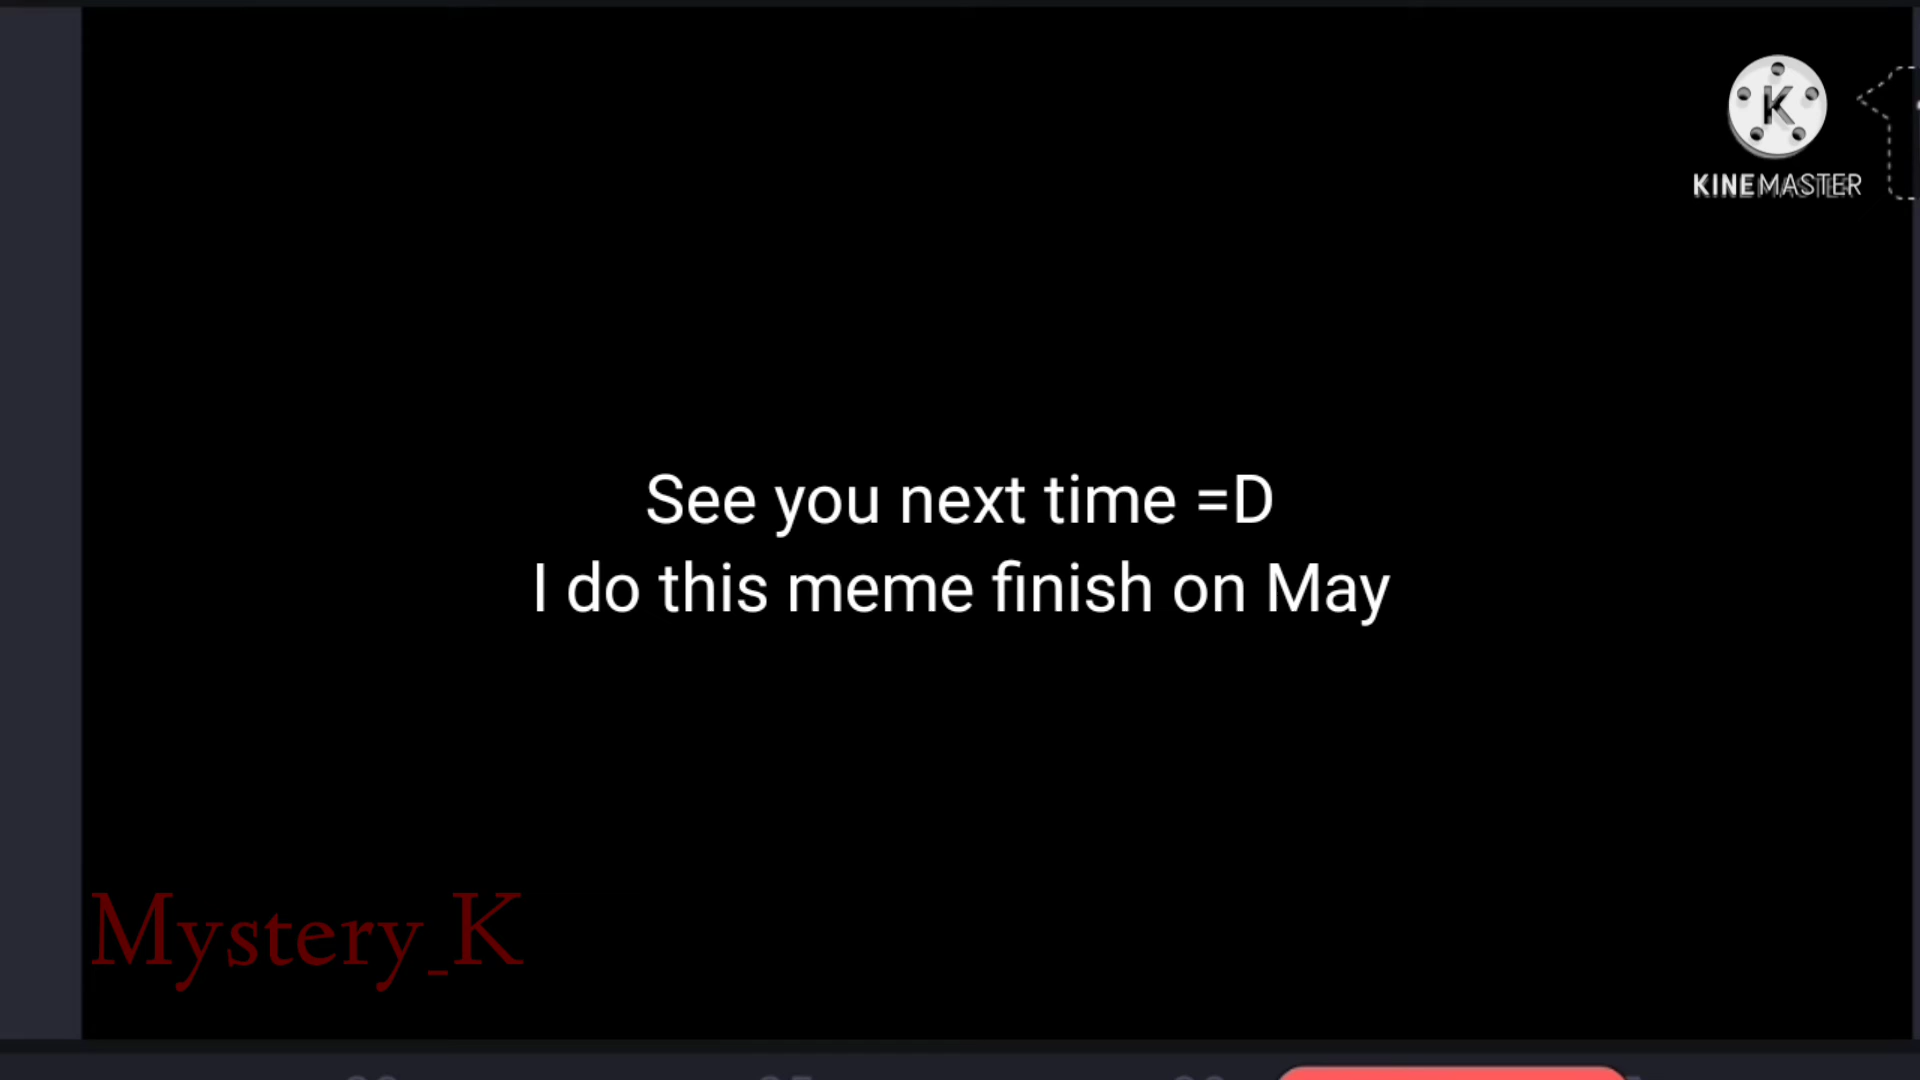 KINEMASTER
See you next time =D
I do this meme finish on May
Mystery_K